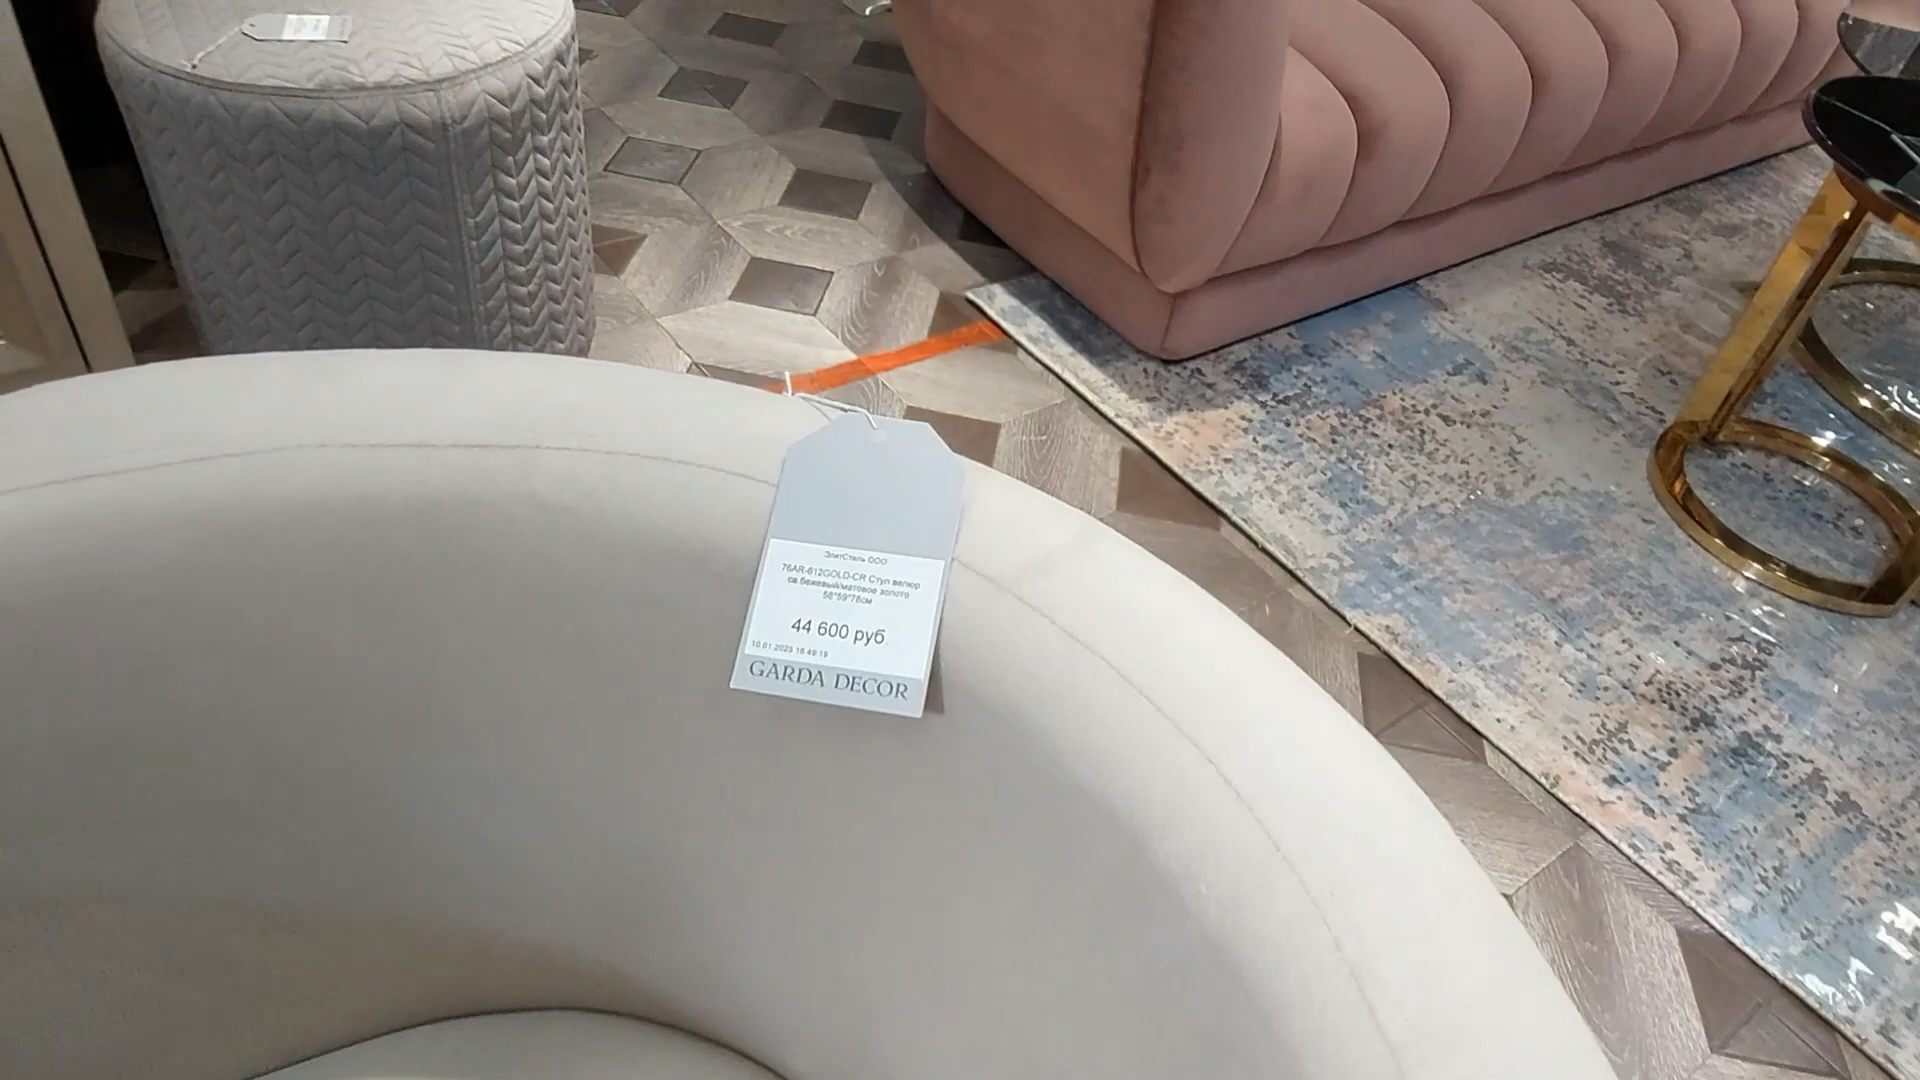 ЭлитСтиль ООО
76AR-812GOLD-CR Стул велюр
св.бежевый/матовое золото
58*59*78см
44 600 руб.
10.01.2023 16:49:19
GARDA DECOR